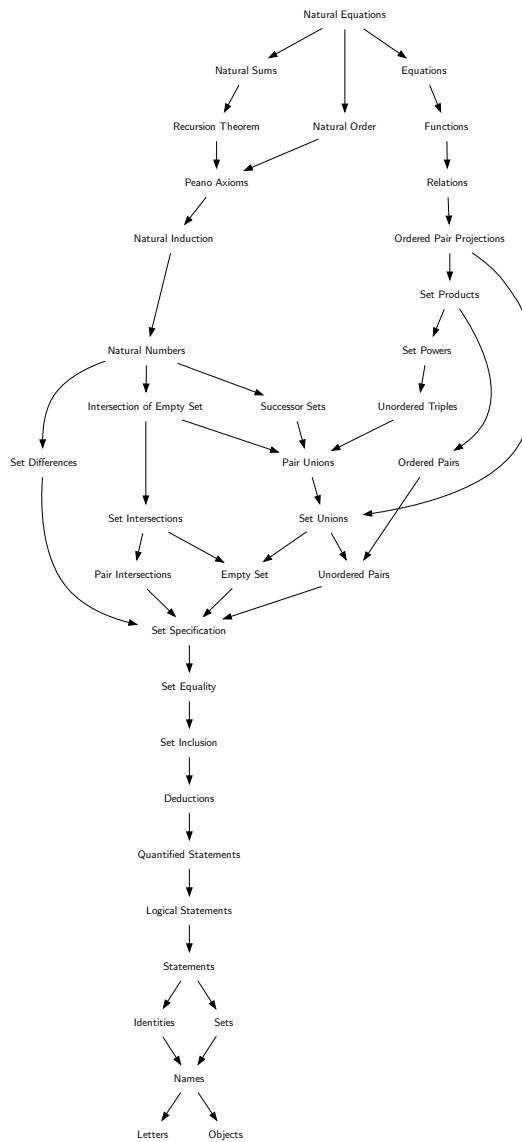 Natural Equations
Natural Sums
Equations
Recursion Theorem
Natural Order
Functions
Peano Axioms
Relations
Natural Induction
Ordered Pair Projections
Set Products
Natural Numbers
Set Powers
Intersection of Empty Set
Successor Sets
Unordered Triples
Set Differences
Pair Unions
Ordered Pairs
Set Intersections
Set Unions
Pair Intersections
Empty Set
Unordered Pairs
Set Specification
Set Equality
Set Inclusion
Deductions
Quantified Statements
Logical Statements
Statements
Identities
Sets
Names
Letters
Objects